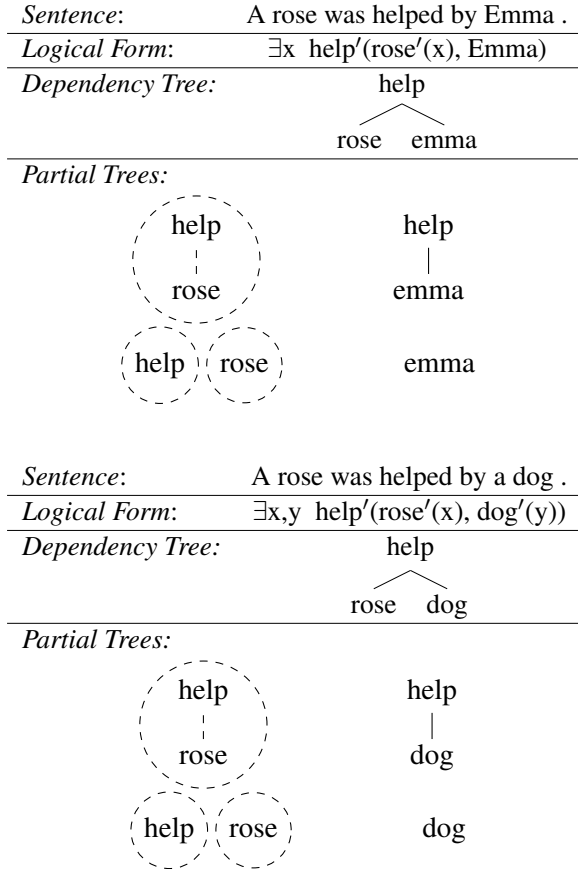 Sentence: A rose was helped by Emma .
Logical Form: ∃x help′(rose′(x), Emma)
Dependency Tree: help
rose emma
Partial Trees:
help help
rose emma
help rose emma
Sentence: A rose was helped by a dog .
Logical Form: ∃x,y help′(rose′(x), dog′(y))
Dependency Tree: help
rose dog
Partial Trees:
help help
rose dog
help rose dog